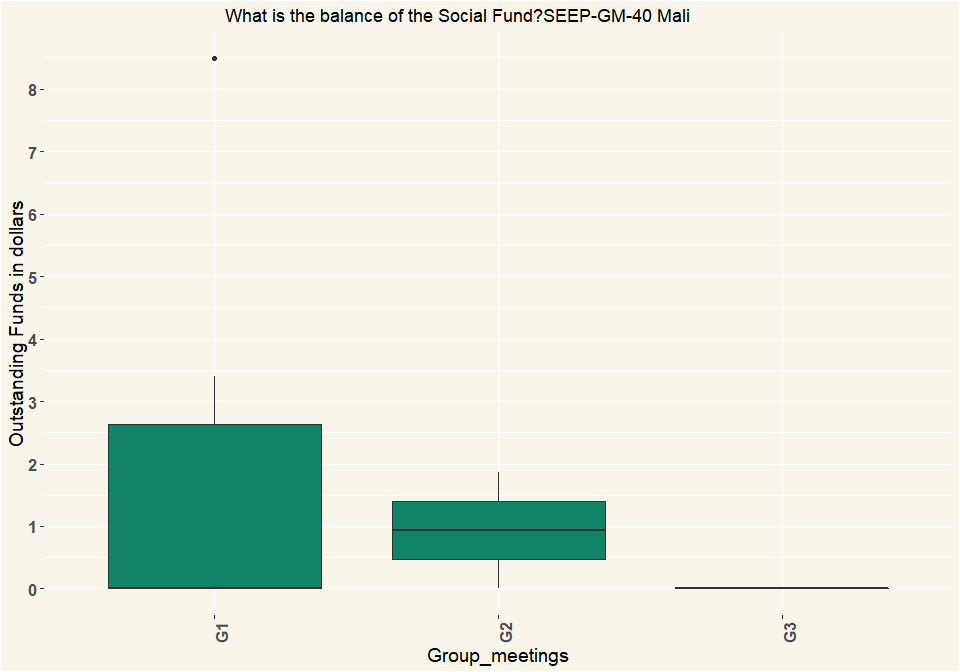 What is the balance of the Social Fund?SEEP-GM-40 Mali
Outstanding Funds in dollars
8
7
6
5
4
3
2
1
0
G1
G2
G3
Group_meetings